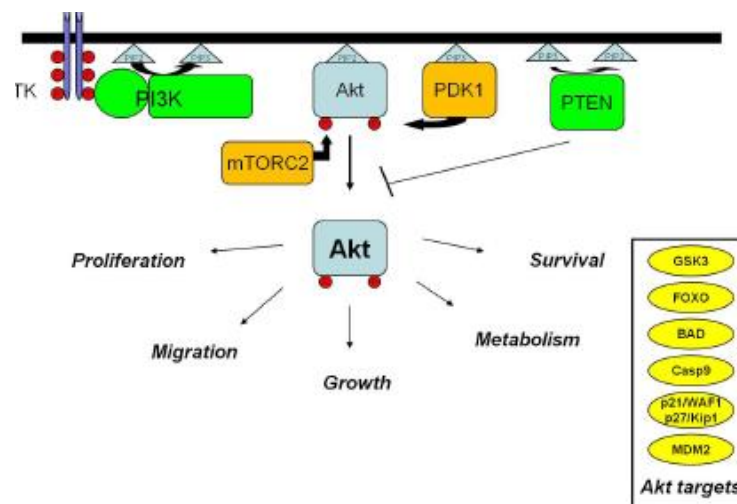 TK
PI3K
Akt
PDK1
PTEN
mTORC2
Akt
Proliferation
Survival
Migration
Metabolism
Growth
GSK3
FOXO
BAD
Casp9
p21/WAF1
p27/Kip1
MDM2
Akt targets